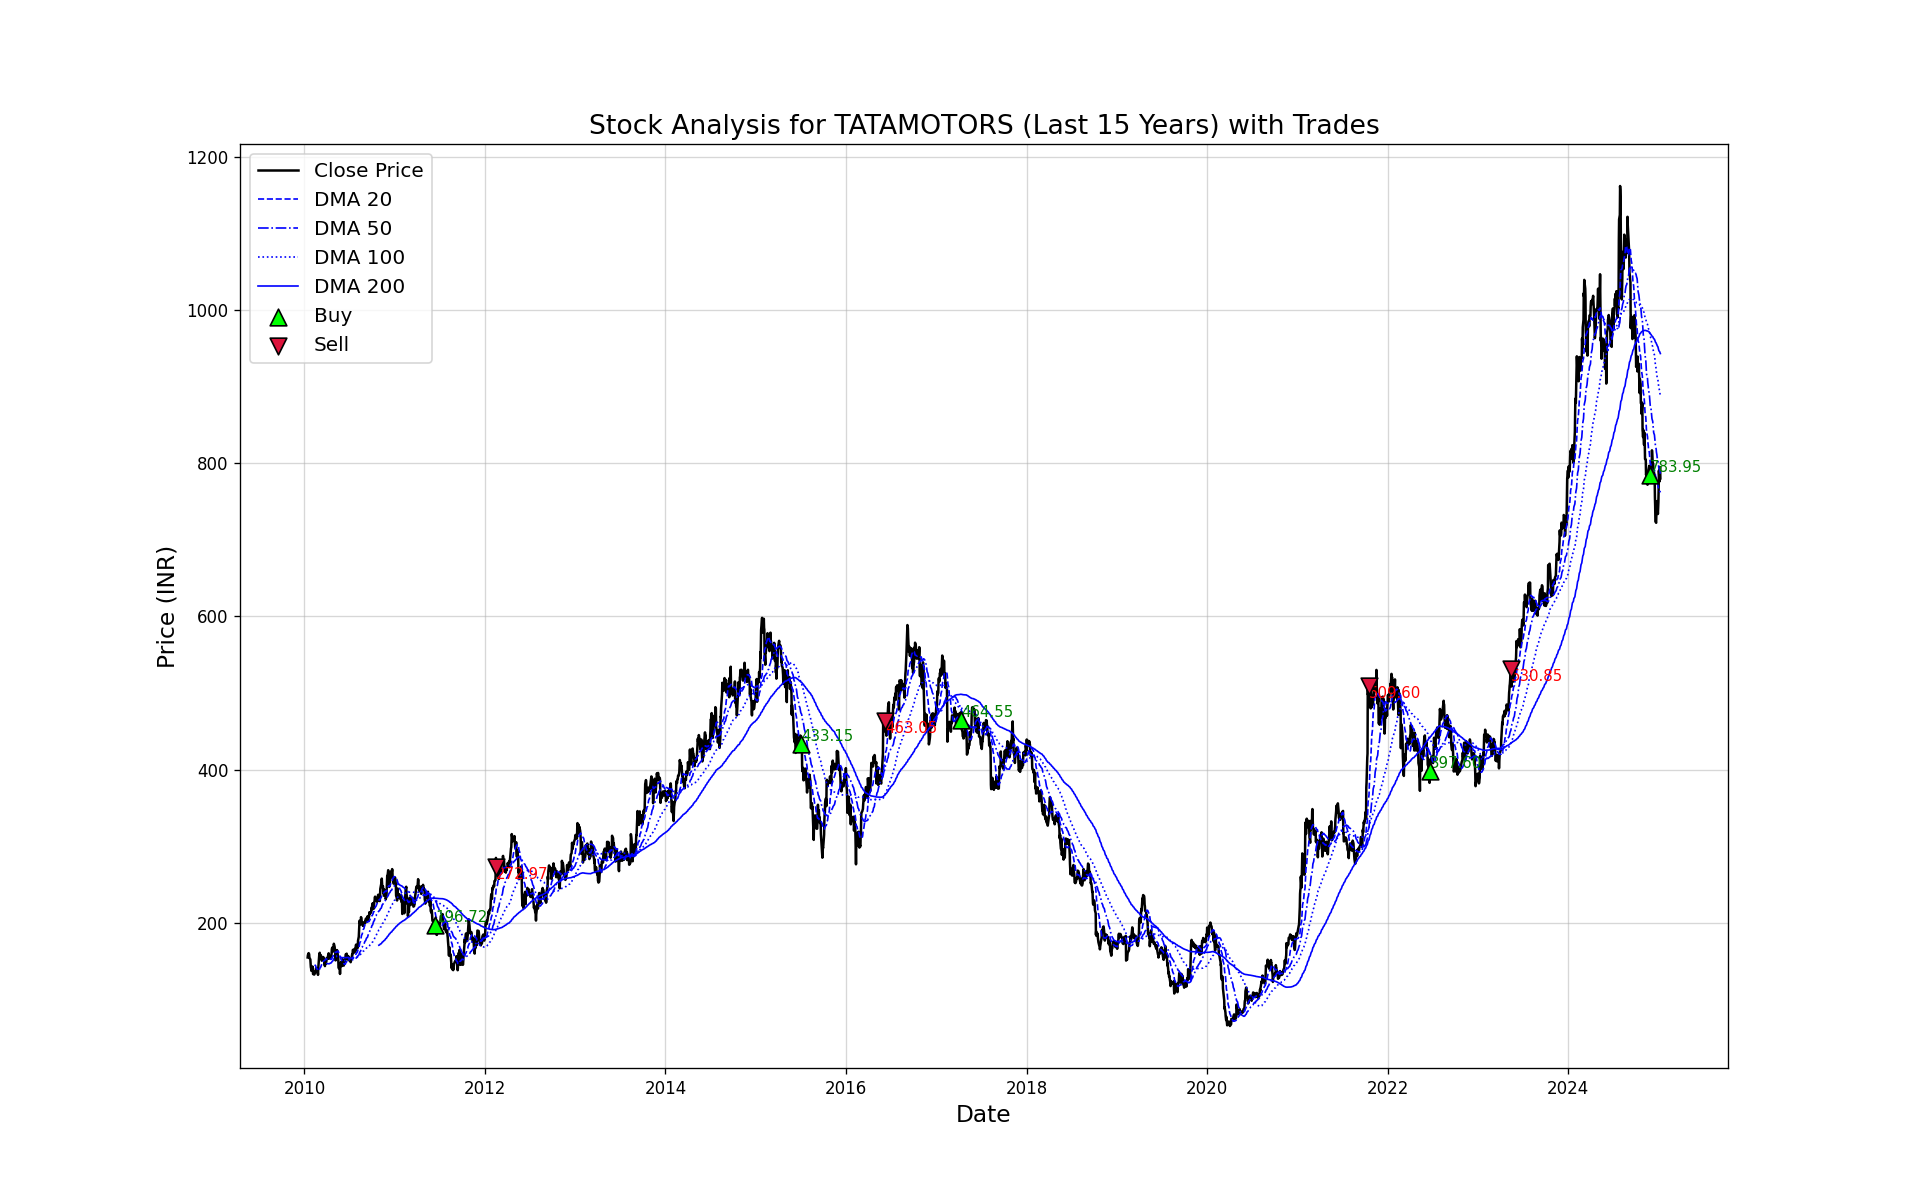 Stock Analysis for TATAMOTORS (Last 15 Years) with Trades
Close Price
DMA 20
DMA 50
DMA 100
DMA 200
Buy
Sell
Price (INR)
1200
1000
800
600
400
200
783.95
530.85
464.55
433.15
196.72
272.97
2010
2012
2014
2016
2018
2020
2022
2024
Date